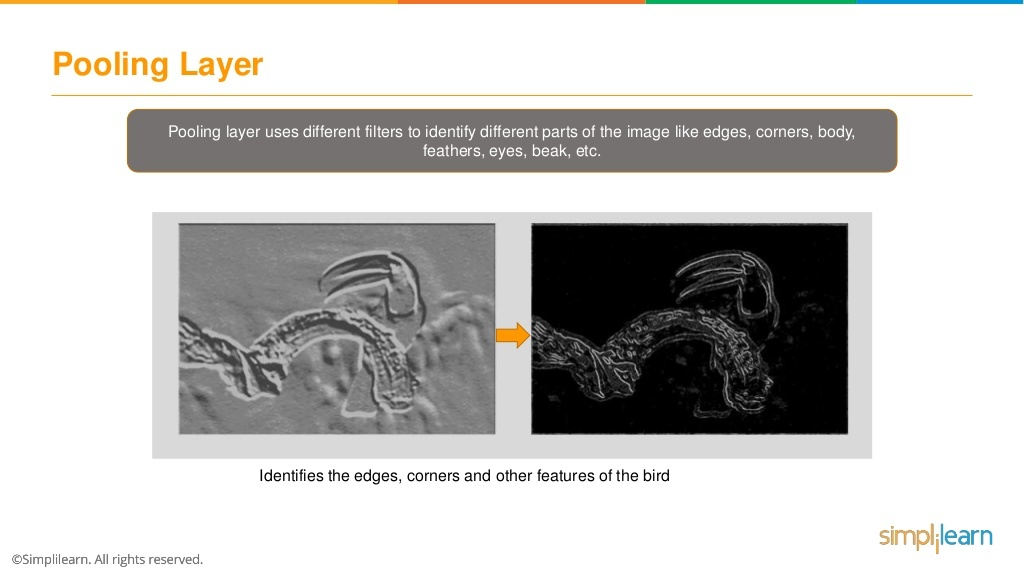 Pooling Layer
Pooling layer uses different filters to identify different parts of the image like edges, corners, body,
feathers, eyes, beak, etc.
Identifies the edges, corners and other features of the bird
simplilearn
©Simplilearn. All rights reserved.